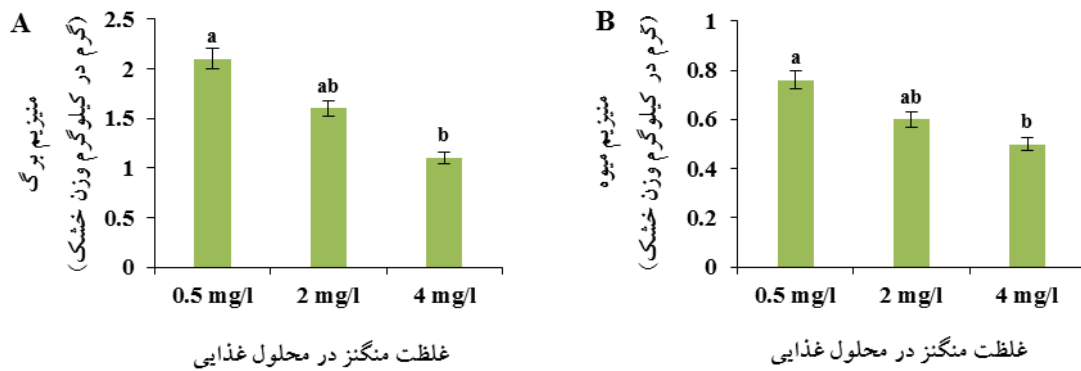 A
منیزیم برگ
(گرم در کیلوگرم وزن خشک)
2.5
2
1.5
1
0.5
0
a
ab
b
0.5 mg/l
2 mg/l
4 mg/l
غلظت منگنز در محلول غذایی
B
منیزیم میوه
(گرم در کیلوگرم وزن خشک)
1
0.8
0.6
0.4
0.2
0
a
ab
b
0.5 mg/l
2 mg/l
4 mg/l
غلظت منگنز در محلول غذایی